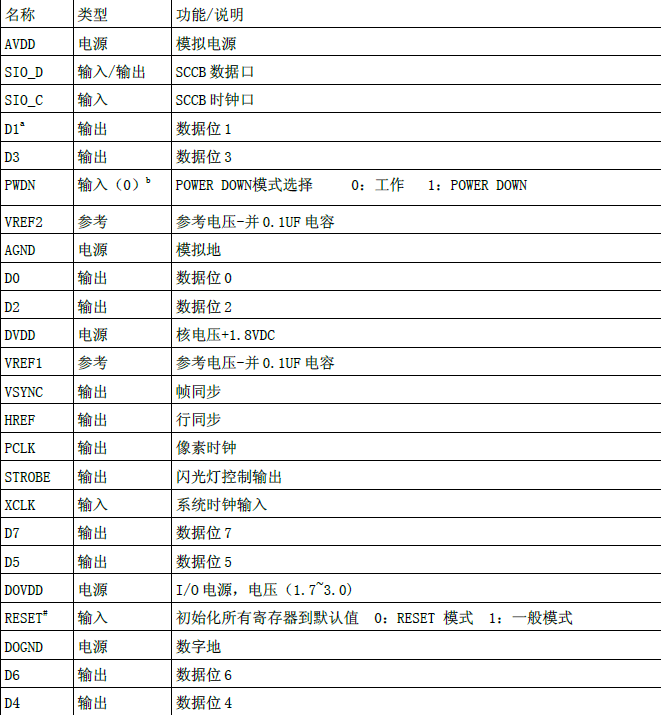 名称 类型 功能/说明
AVDD 电源 模拟电源
SIO_D 输入/输出 SCCB 数据口
SIO_C 输入 SCCB 时钟口
D1a 输出 数据位 1
D3 输出 数据位 3
PWDN 输入（0）b POWER DOWN模式选择 0：工作 1：POWER DOWN
VREF2 参考 参考电压-并 0.1UF 电容
AGND 电源 模拟地
D0 输出 数据位 0
D2 输出 数据位 2
DVDD 电源 核电压+1.8VDC
VREF1 参考 参考电压-并 0.1UF 电容
VSYNC 输出 帧同步
HREF 输出 行同步
PCLK 输出 像素时钟
STROBE 输出 闪光灯控制输出
XCLK 输入 系统时钟输入
D7 输出 数据位 7
D5 输出 数据位 5
DOVDD 电源 I/O 电源，电压（1.7~3.0)
RESET# 输入 初始化所有寄存器到默认值 0：RESET 模式 1：一般模式
DOGND 电源 数字地
D6 输出 数据位 6
D4 输出 数据位 4